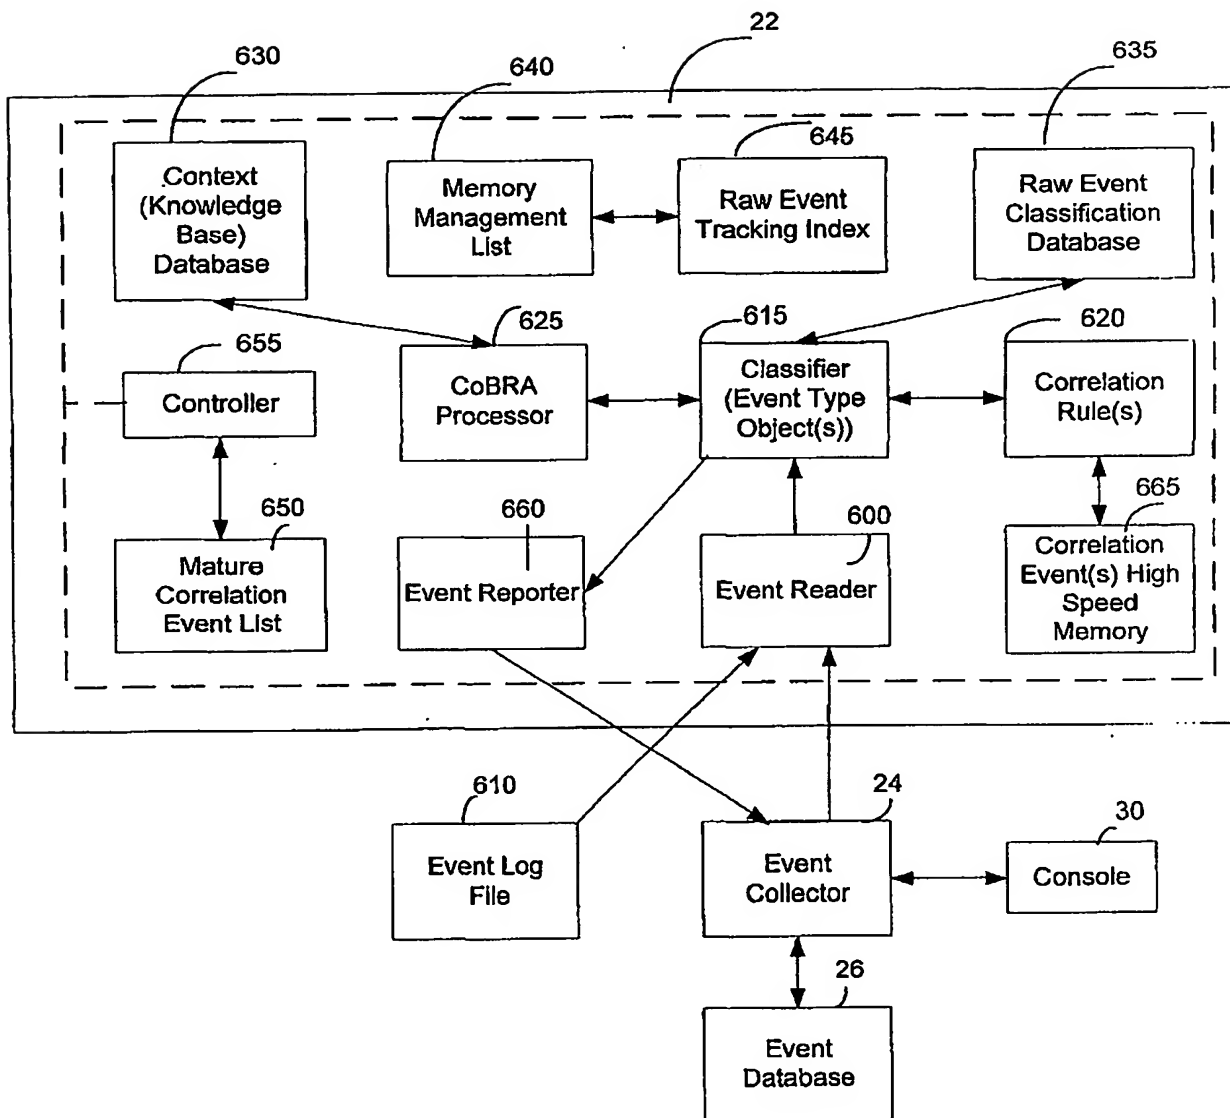 22
630
640
635
645
Context
(Knowledge
Base)
Database
Memory
Management
List
Raw Event
Tracking Index
Raw Event
Classification
Database
625
615
620
655
Controller
CoBRA
Processor
Classifier
(Event Type
Object(s))
Correlation
Rule(s)
650
660
600
665
Mature
Correlation
Event List
Event Reporter
Event Reader
Correlation
Event(s) High
Speed
Memory
610
24
30
Event Log
File
Event
Collector
Console
26
Event
Database